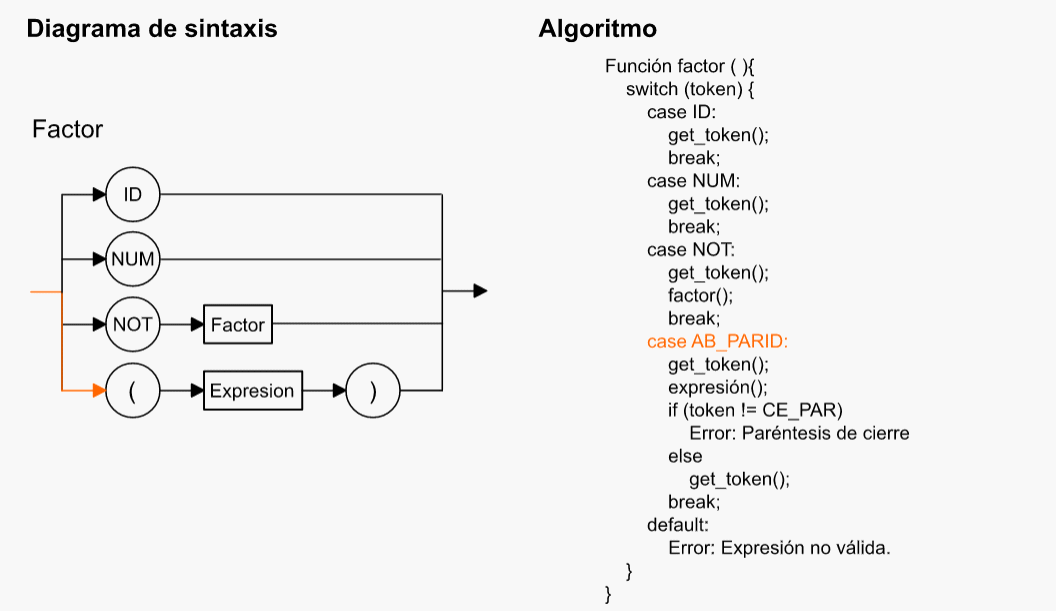 Diagrama de sintaxis
Factor
ID
NUM
NOT
Factor
(
Expresion
)
Algoritmo
Función factor ( ){
switch (token) {
case ID:
get_token();
break;
case NUM:
get_token();
break;
case NOT:
get_token();
factor();
break;
case AB_PARID:
get_token();
expresión();
if (token != CE_PAR)
Error: Paréntesis de cierre
else
get_token();
break;
default:
Error: Expresión no válida.
}
}